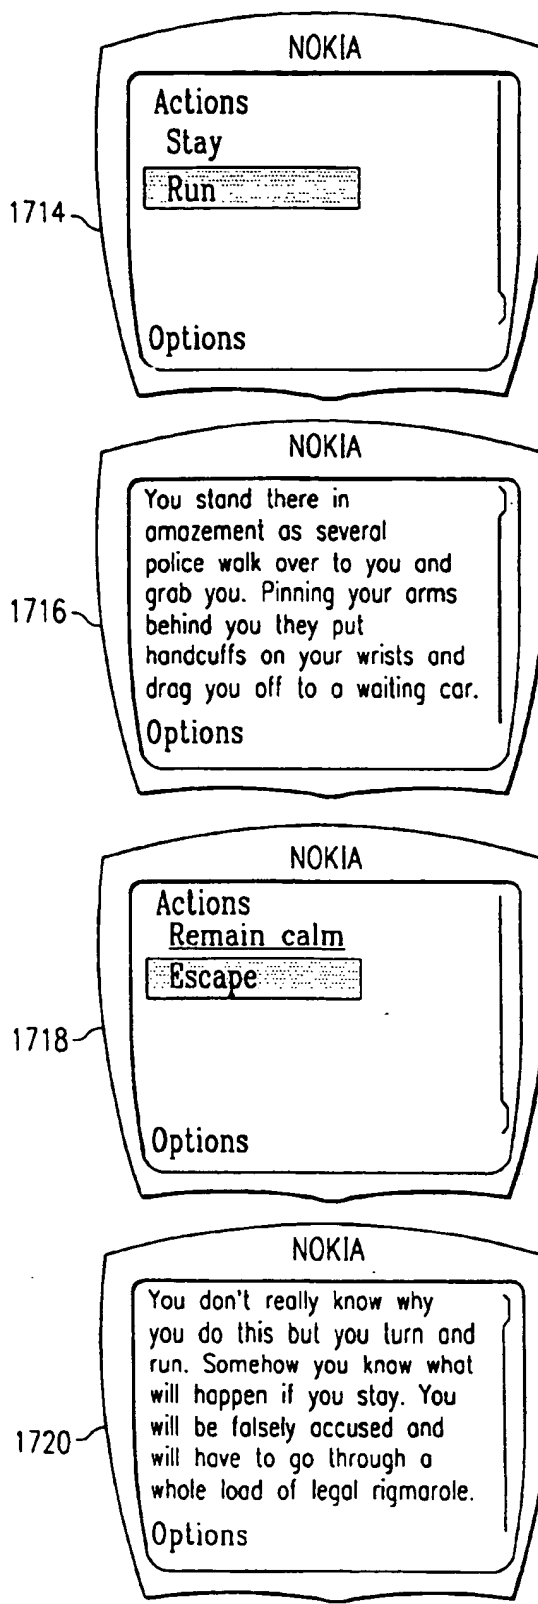 NOKIA
Actions
Stay
Run
1714
Options
NOKIA
You stand there in
amazement as several
police walk over to you and
grab you. Pinning your arms
1716
behind you they put
handcuffs on your wrists and
drag you off to a waiting car.
Options
NOKIA
Actions
Remain calm
Escape
1718
Options
NOKIA
You don't really know why
you do this but you turn and
run. Somehow you know what
will happen if you stay. You
will be falsely accused and
1720
will have to go through a
whole load of legal rigmarole.
Options